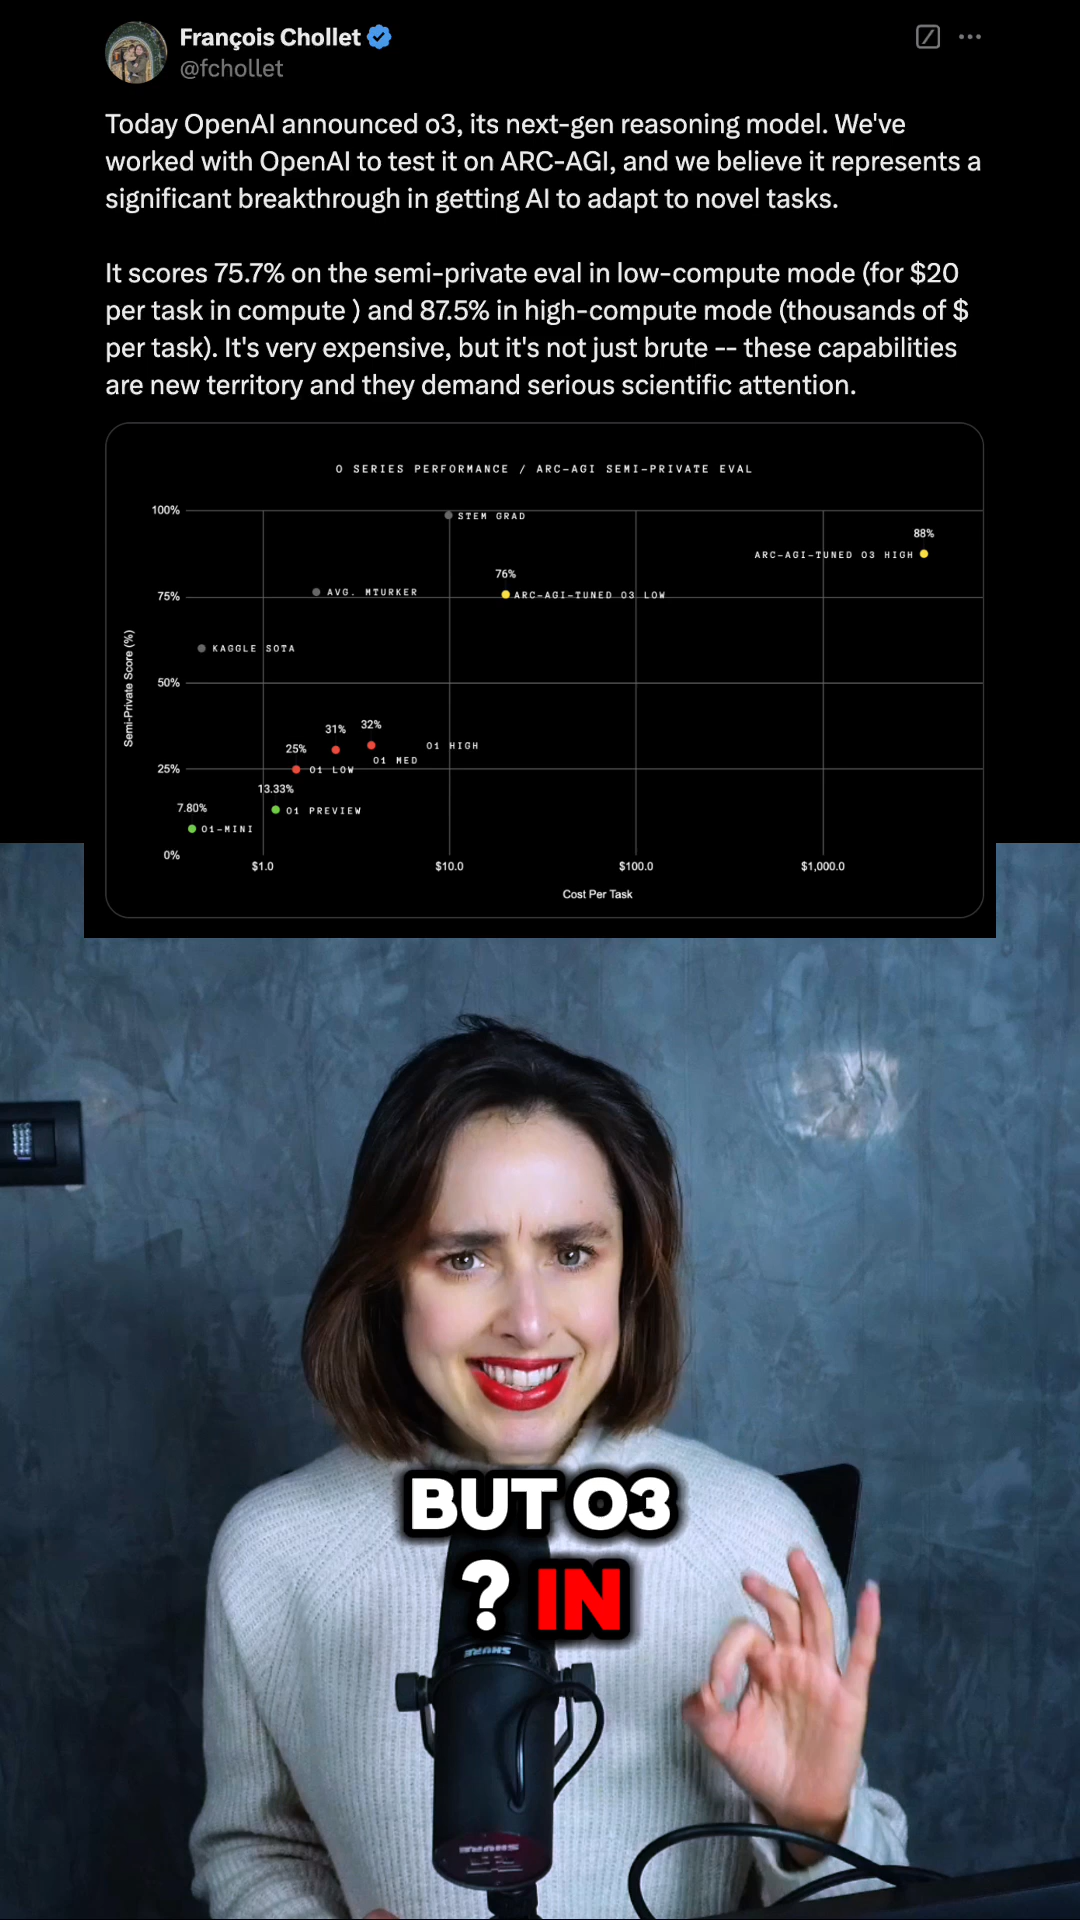 François Chollet
@fchollet
Today OpenAI announced o3, its next-gen reasoning model. We've
worked with OpenAI to test it on ARC-AGI, and we believe it represents a
significant breakthrough in getting AI to adapt to novel tasks.
It scores 75.7% on the semi-private eval in low-compute mode (for $20
per task in compute ) and 87.5% in high-compute mode (thousands of $
per task). It's very expensive, but it's not just brute -- these capabilities
are new territory and they demand serious scientific attention.
O SERIES PERFORMANCE / ARC-AGI SEMI-PRIVATE EVAL
100%
STEM GRAD
88%
ARC-AGI-TUNED O3 HIGH
76%
AVG. MTURKER
75%
ARC-AGI-TUNED O3 LOW
KAGGLE SOTA
Semi-Private Score (%)
50%
31%
32%
25%
O1 HIGH
O1 MED
25%
O1 LOW
13.33%
7.80%
O1 PREVIEW
O1-MINI
0%
$1.0
$10.0
$100.0
$1,000.0
Cost Per Task
BUT O3
? IN
SHURE
SHURE